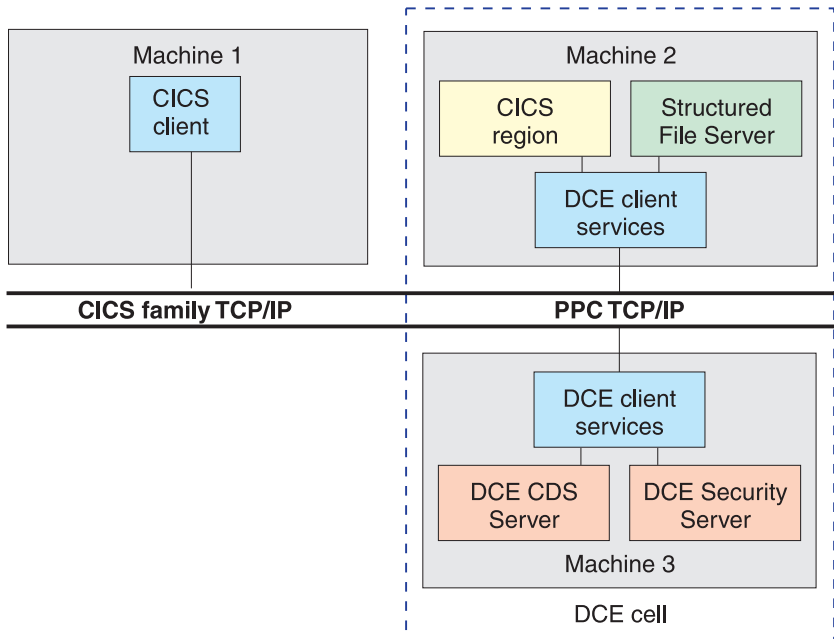 Machine 1
CICS
client
Machine 2
CICS
region
Structured
File Server
DCE client
services
CICS family TCP/IP
PPC TCP/IP
DCE client
services
DCE CDS
Server
DCE Security
Server
Machine 3
DCE cell